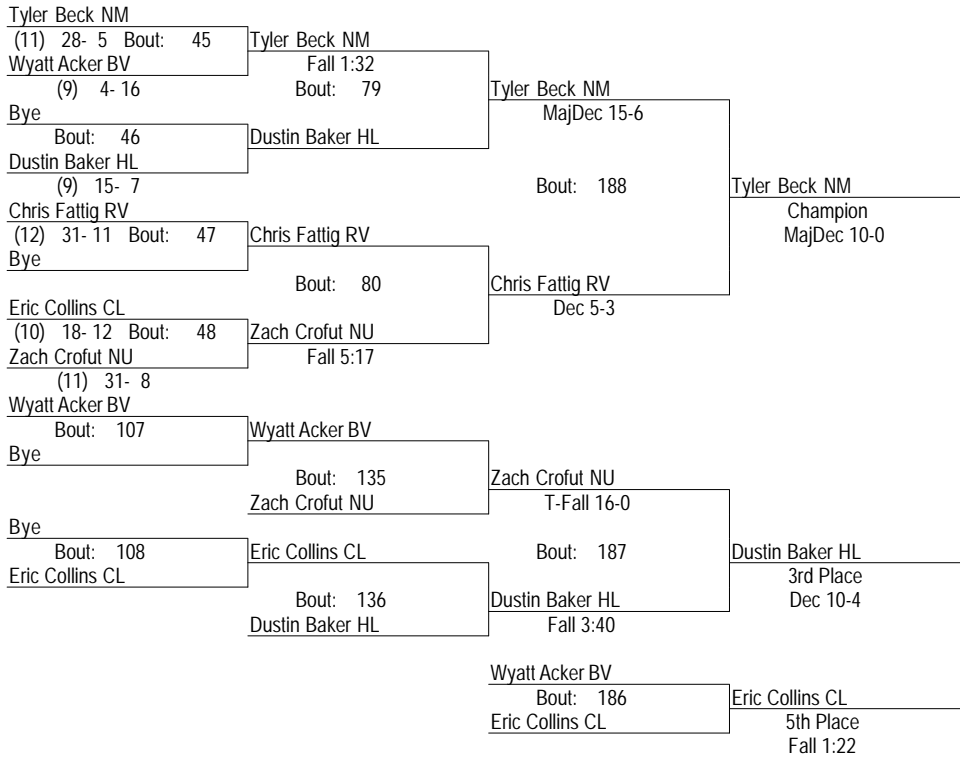 Tyler Beck NM
(11) 28- 5 Bout: 45 Tyler Beck NM
Wyatt Acker BV Fall 1:32
(9) 4- 16 Bout: 79 Tyler Beck NM
Bye MajDec 15-6
Bout: 46 Dustin Baker HL
Dustin Baker HL
(9) 15- 7 Bout: 188 Tyler Beck NM
Chris Fattig RV Champion
(12) 31- 11 Bout: 47 Chris Fattig RV MajDec 10-0
Bye
Bout: 80 Chris Fattig RV
Eric Collins CL Dec 5-3
(10) 18- 12 Bout: 48 Zach Crofut NU
Zach Crofut NU Fall 5:17
(11) 31- 8
Wyatt Acker BV
Bout: 107 Wyatt Acker BV
Bye
Bout: 135 Zach Crofut NU
Zach Crofut NU T-Fall 16-0
Bye
Bout: 108 Eric Collins CL Bout: 187 Dustin Baker HL
Eric Collins CL 3rd Place
Bout: 136 Dustin Baker HL Dec 10-4
Dustin Baker HL Fall 3:40
Wyatt Acker BV
Bout: 186 Eric Collins CL
Eric Collins CL 5th Place
Fall 1:22